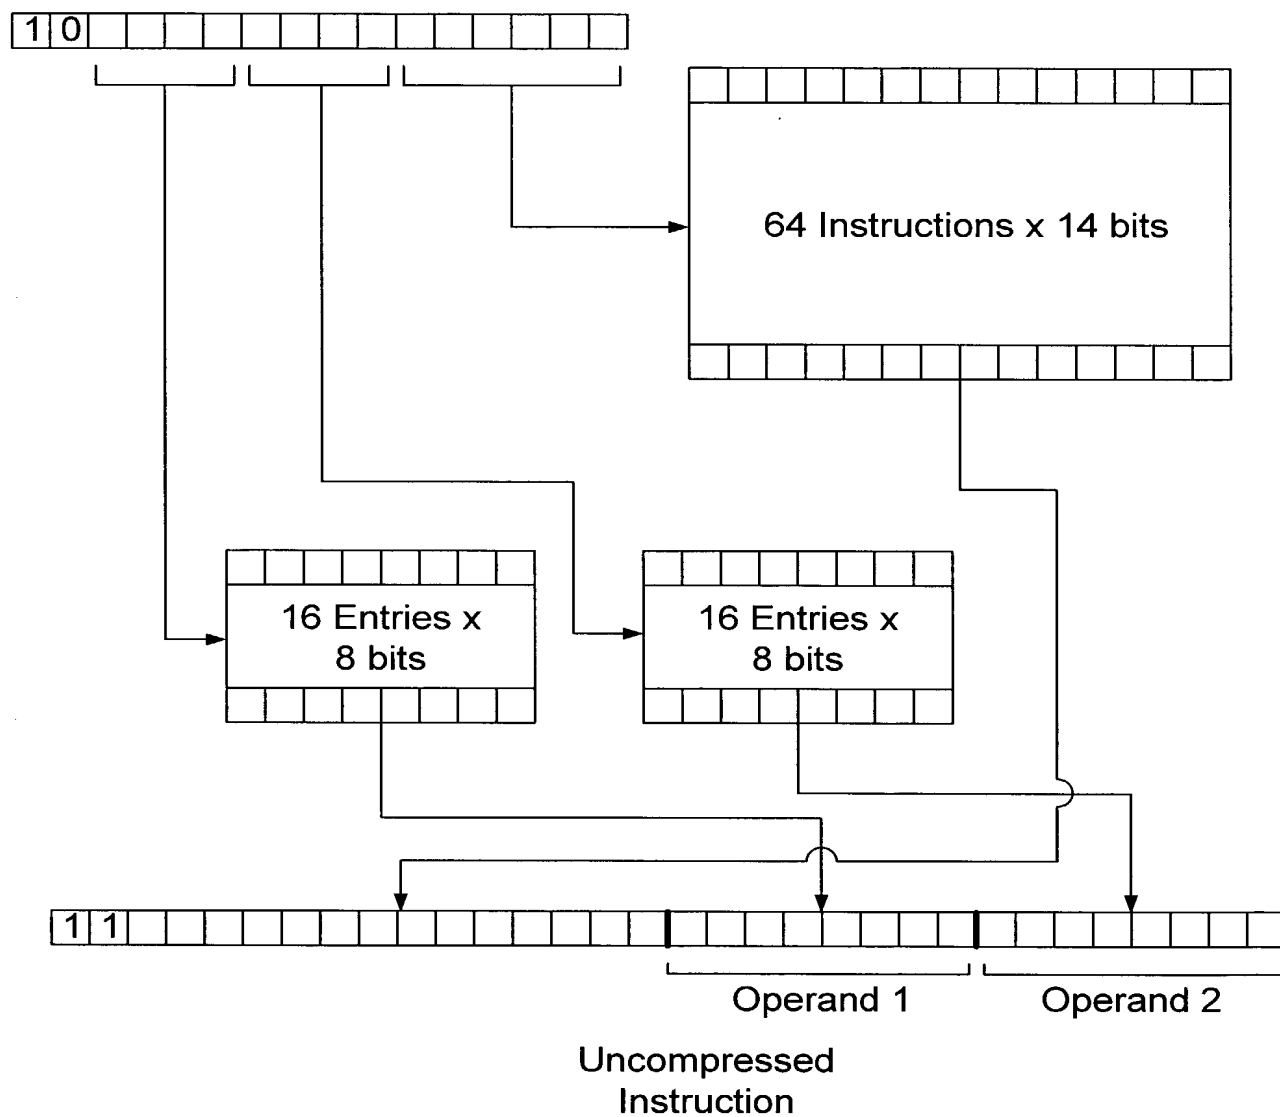 1 0
64 Instructions x 14 bits
16 Entries x
8 bits
16 Entries x
8 bits
1 1
Operand 1
Operand 2
Uncompressed
Instruction